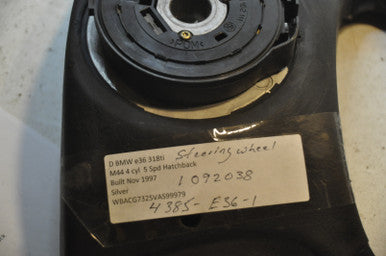 >POM<
D BMW e36 318ti Steering wheel
M44 4 cyl 5 Spd Hatchback
Built Nov 1997 1092038
Silver
WBACG7325VAS99979
4385-E36-1